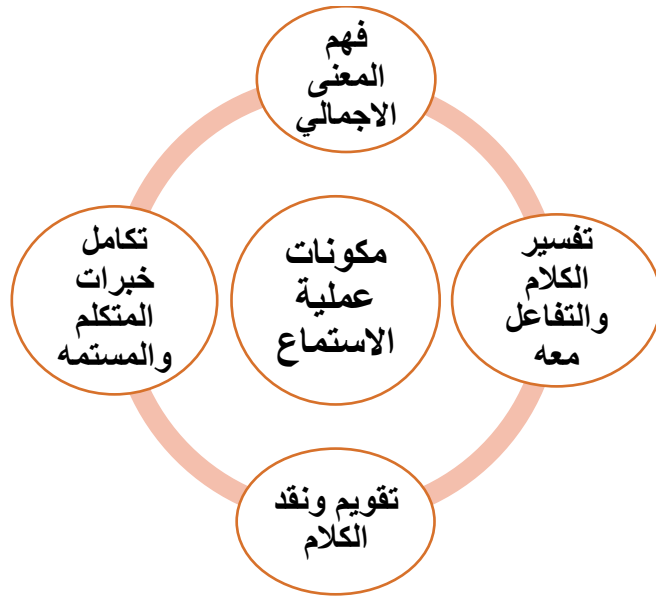 فهم
المعنى
الاجمالي
تفسير
الكلام
والتفاعل
معه
مكونات
عملية
الاستماع
تكامل
خبرات
المتكلم
والمستمه
تقويم ونقد
الكلام